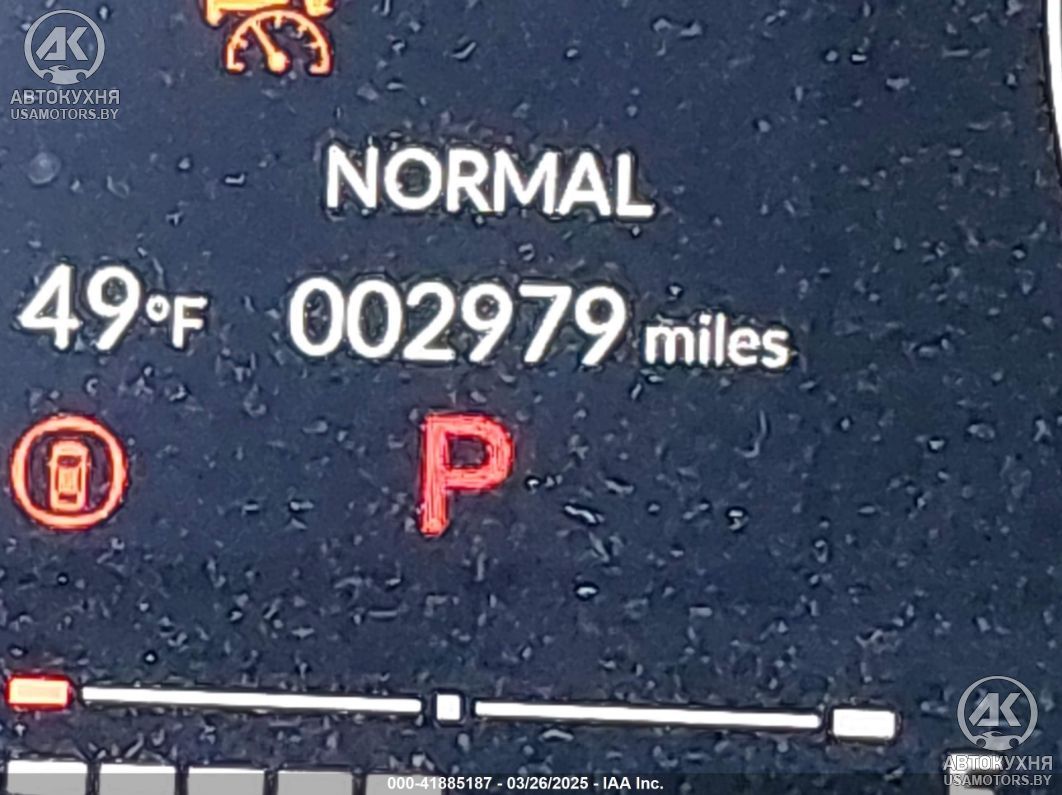 AK
АВТОКУХНЯ
USAMOTORS.BY
NORMAL
49°F 002979 miles
P
AK
АВТОКУХНЯ
USAMOTORS.BY
000-41885187 - 03/26/2025 - IAA Inc.